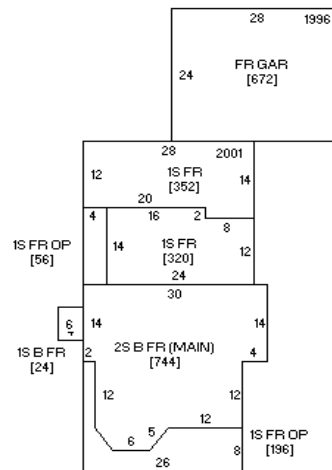 28 1996
FR GAR
24 [672]
28 2001
1S FR
12 [352] 14
20
4 16 2 8
1S FR OP 14 1S FR 12
[56] [320]
24
30
6 14 2S B FR (MAIN) 14
1S B FR [744]
[24] 2 4
12 12
12
5 1S FR OP
6 8 [196]
26